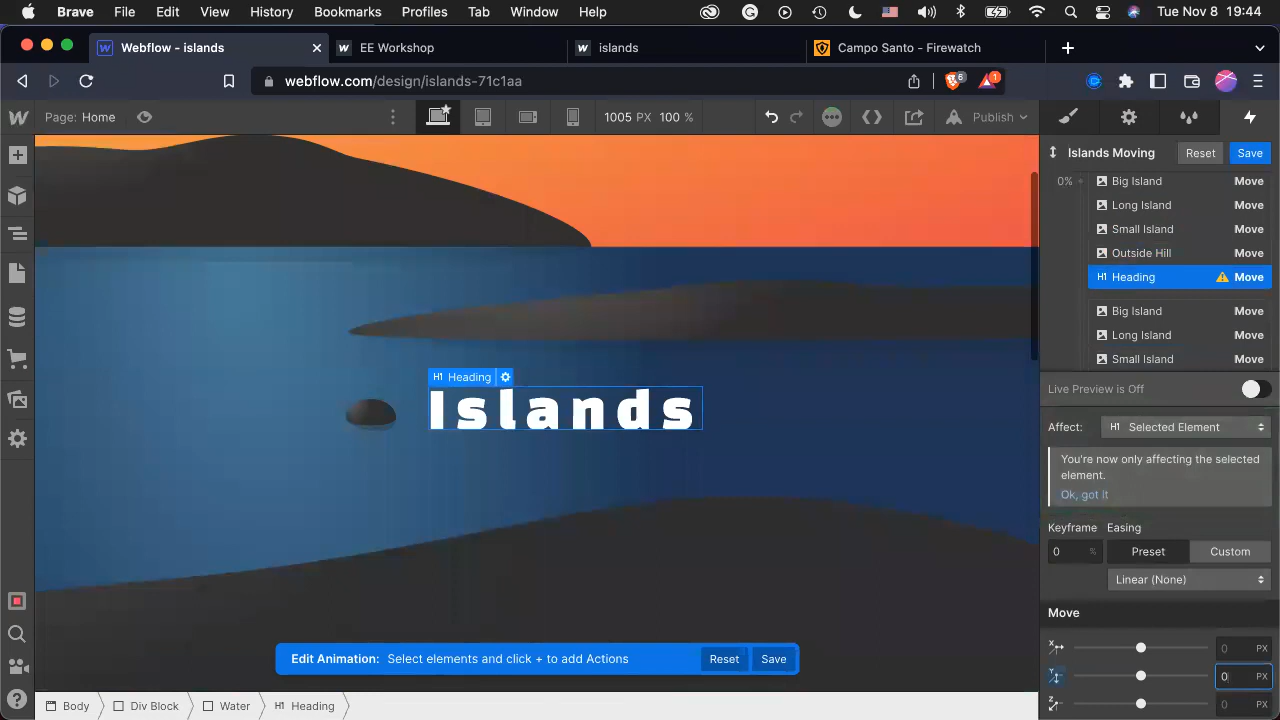 Brave File Edit View History Bookmarks Profiles Tab Window Help Tue Nov 8 19:44
Webflow - islands
EE Workshop
islands
Campo Santo - Firewatch
webflow.com/design/islands-71c1aa
6
1
Page: Home
1005 PX 100 %
Publish
Islands Moving Reset Save
0% Big Island Move
Long Island Move
Small Island Move
Outside Hill Move
H1 Heading Move
Big Island Move
Long Island Move
Small Island Move
Live Preview is Off
Affect: H1 Selected Element
You're now only affecting the selected
element.
Ok, got it
Keyframe Easing
0 % Preset Custom
Linear (None)
Move
X 0 PX
Y 0 PX
Z 0 PX
H1 Heading
Islands
Edit Animation: Select elements and click + to add Actions Reset Save
Body Div Block Water H1 Heading